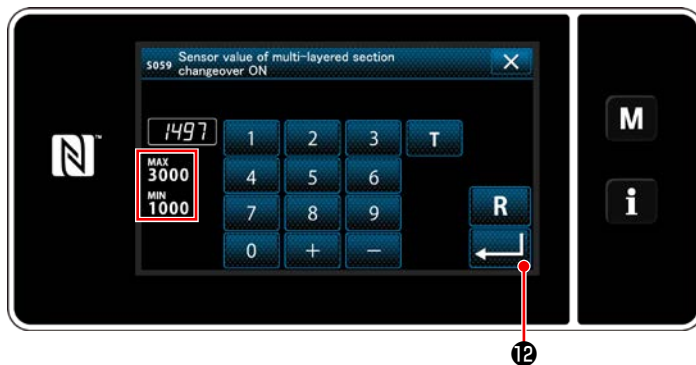 S059 Sensor value of multi-layered section
changeover ON
1497
1 2 3 T
MAX
3000
4 5 6
MIN
1000
7 8 9 R
0 + −
M
i
N
⓬